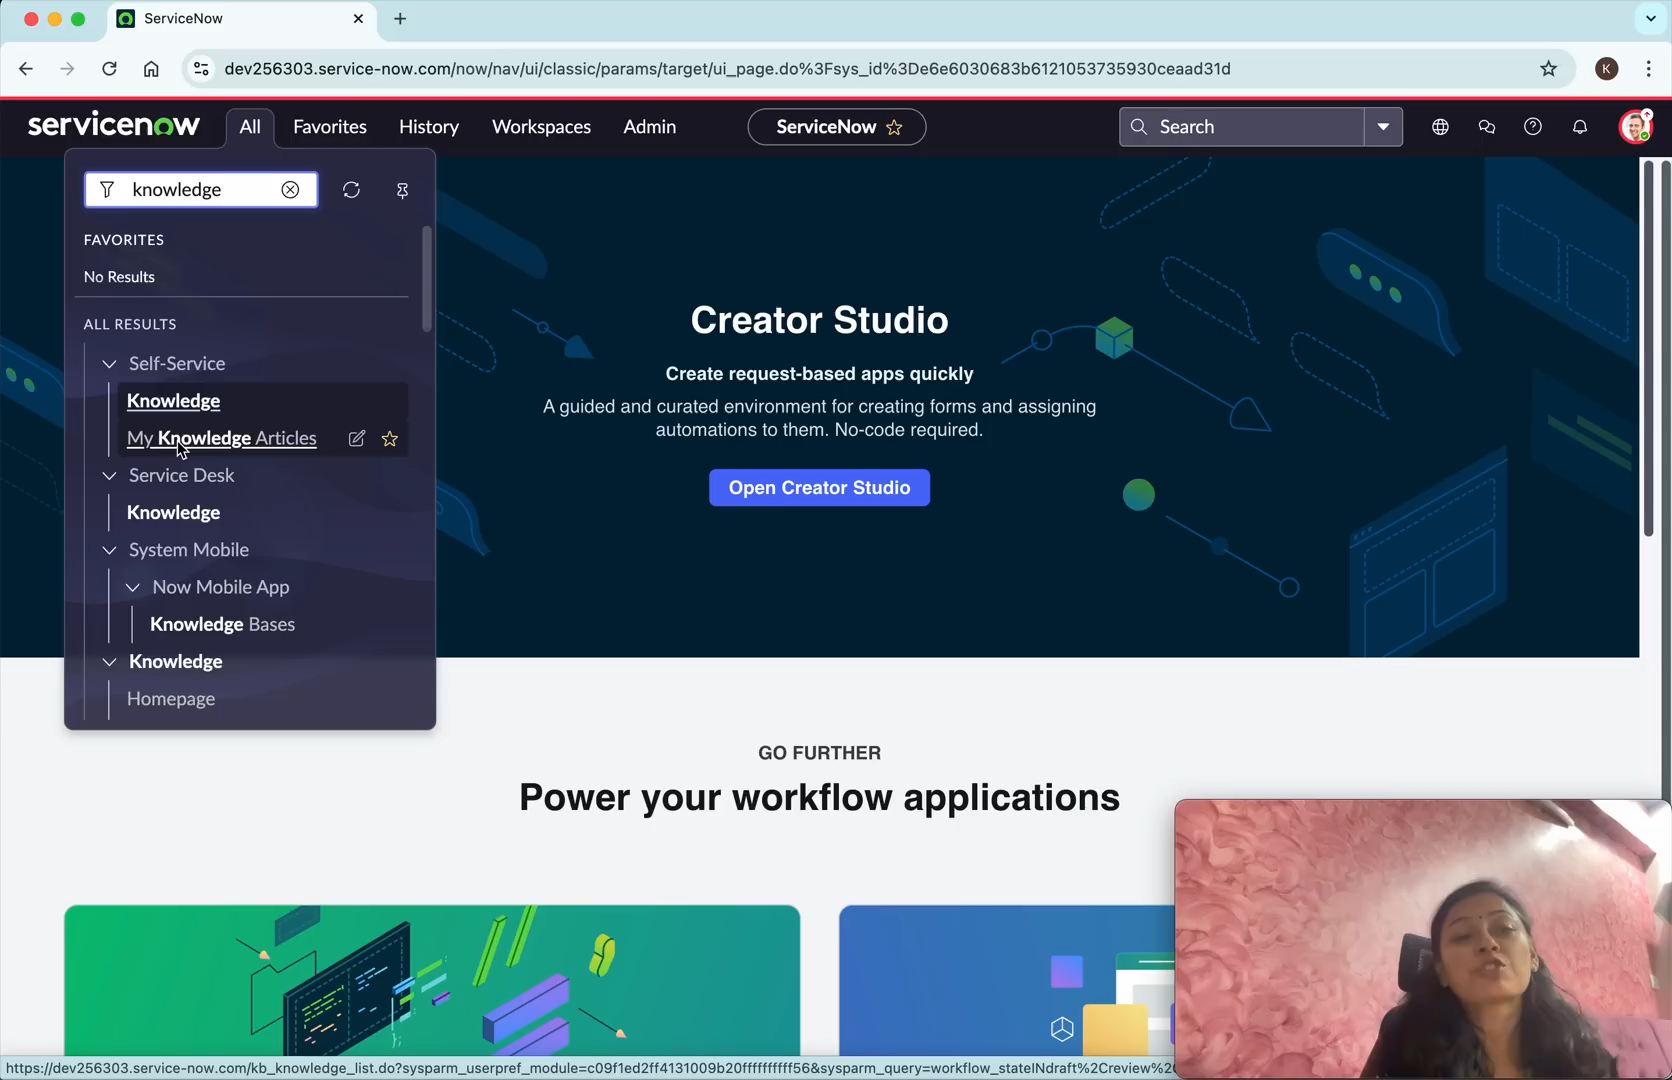 ServiceNow
dev256303.service-now.com/now/nav/ui/classic/params/target/ui_page.do%3Fsys_id%3De6e6030683b6121053735930ceaad31d
K
servicenow
All
Favorites
History
Workspaces
Admin
ServiceNow
Search
knowledge
FAVORITES
No Results
ALL RESULTS
Self-Service
Knowledge
My Knowledge Articles
Service Desk
Knowledge
System Mobile
Now Mobile App
Knowledge Bases
Knowledge
Homepage
Creator Studio
Create request-based apps quickly
A guided and curated environment for creating forms and assigning
automations to them. No-code required.
Open Creator Studio
GO FURTHER
Power your workflow applications
https://dev256303.service-now.com/kb_knowledge_list.do?sysparm_userpref_module=c09f1ed2ff4131009b20ffffffffff56&sysparm_query=workflow_stateINdraft%2Creview%2